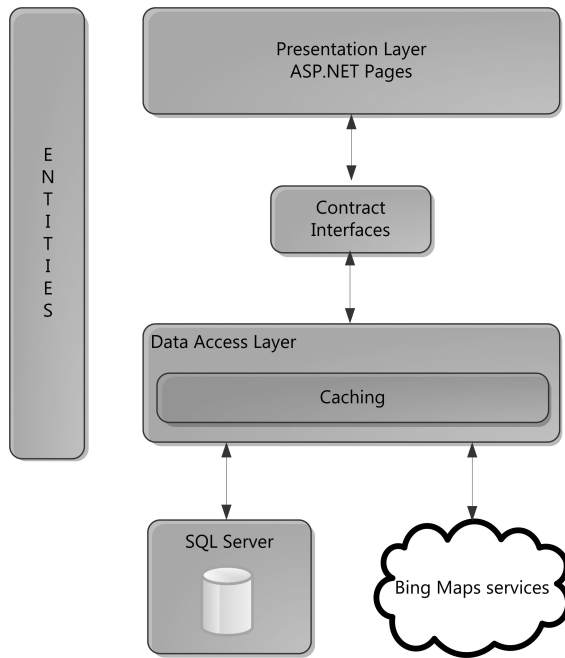 E
N
T
I
T
I
E
S
Presentation Layer
ASP.NET Pages
Contract
Interfaces
Data Access Layer
Caching
SQL Server
Bing Maps services